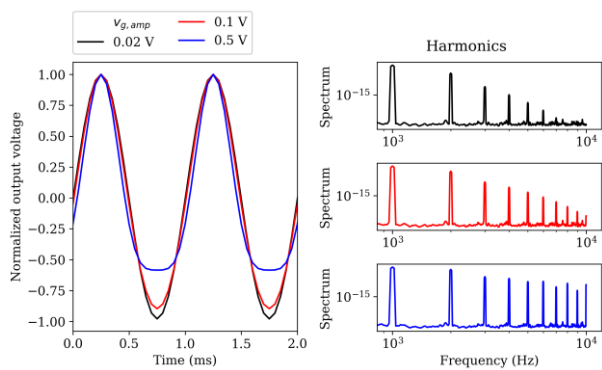 v_g,amp
0.02 V
0.1 V
0.5 V
1.00
0.75
0.50
0.25
0.00
−0.25
−0.50
−0.75
−1.00
Normalized output voltage
0.0 0.5 1.0 1.5 2.0
Time (ms)
Harmonics
Spectrum
10^−15
10^3 10^4
Spectrum
10^−15
10^3 10^4
Spectrum
10^−15
10^3 10^4
Frequency (Hz)